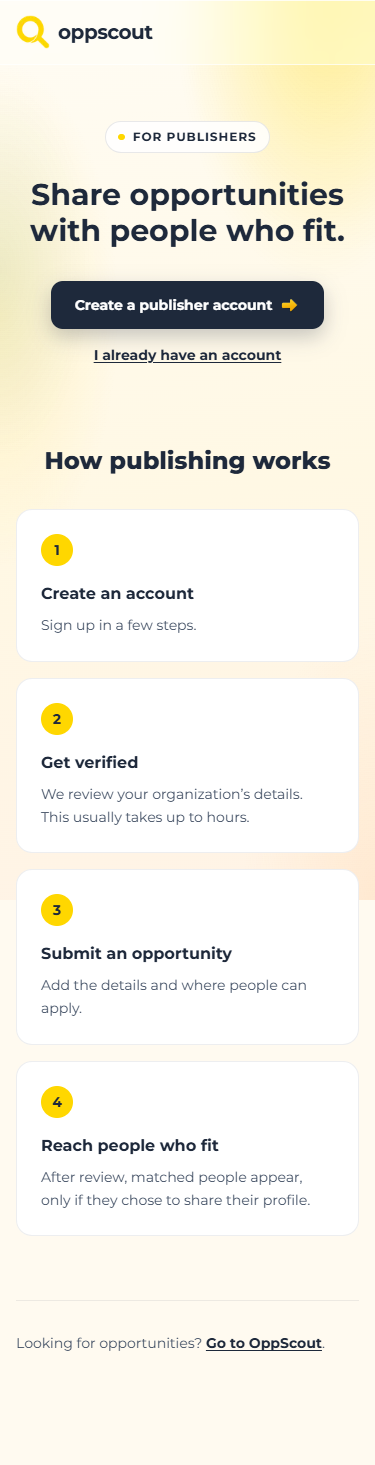 oppscout
FOR PUBLISHERS
Share opportunities
with people who fit.
Create a publisher account
I already have an account
How publishing works
1
Create an account
Sign up in a few steps.
2
Get verified
We review your organization’s details.
This usually takes up to hours.
3
Submit an opportunity
Add the details and where people can
apply.
4
Reach people who fit
After review, matched people appear,
only if they chose to share their profile.
Looking for opportunities? Go to OppScout.